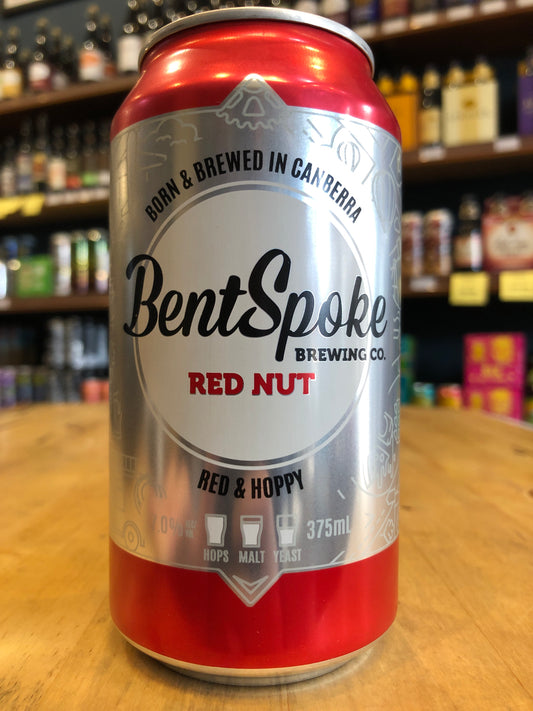 BORN & BREWED IN CANBERRA
BentSpoke
BREWING CO.
RED NUT
RED & HOPPY
375mL
HOPS MALT YEAST